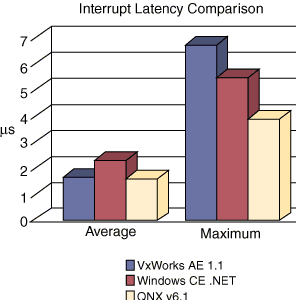 Interrupt Latency Comparison
7
6
5
4
3
2
1
0
µs
Average
Maximum
VxWorks AE 1.1
Windows CE .NET
QNX v6.1